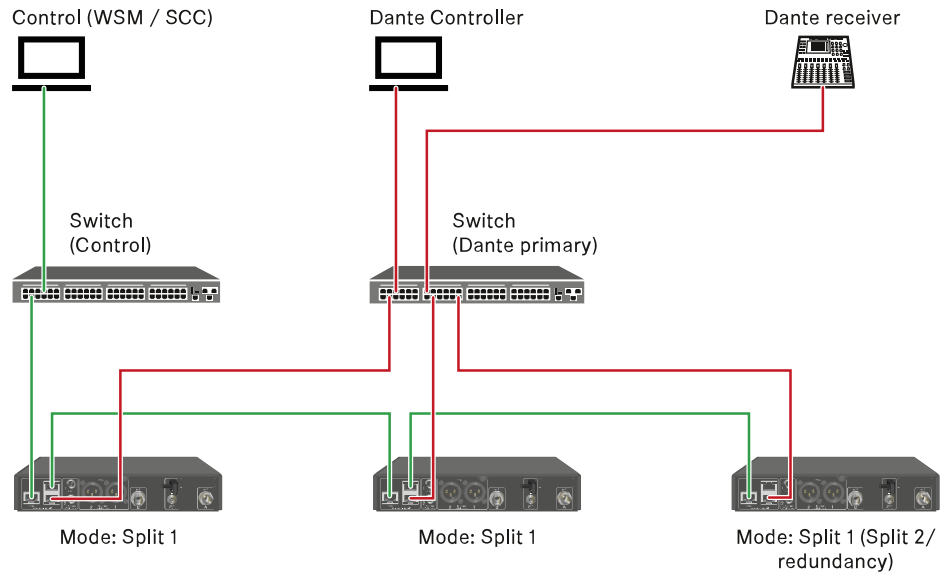 Control (WSM / SCC)
Dante Controller
Dante receiver
Switch
(Control)
Switch
(Dante primary)
Mode: Split 1
Mode: Split 1
Mode: Split 1 (Split 2/
redundancy)